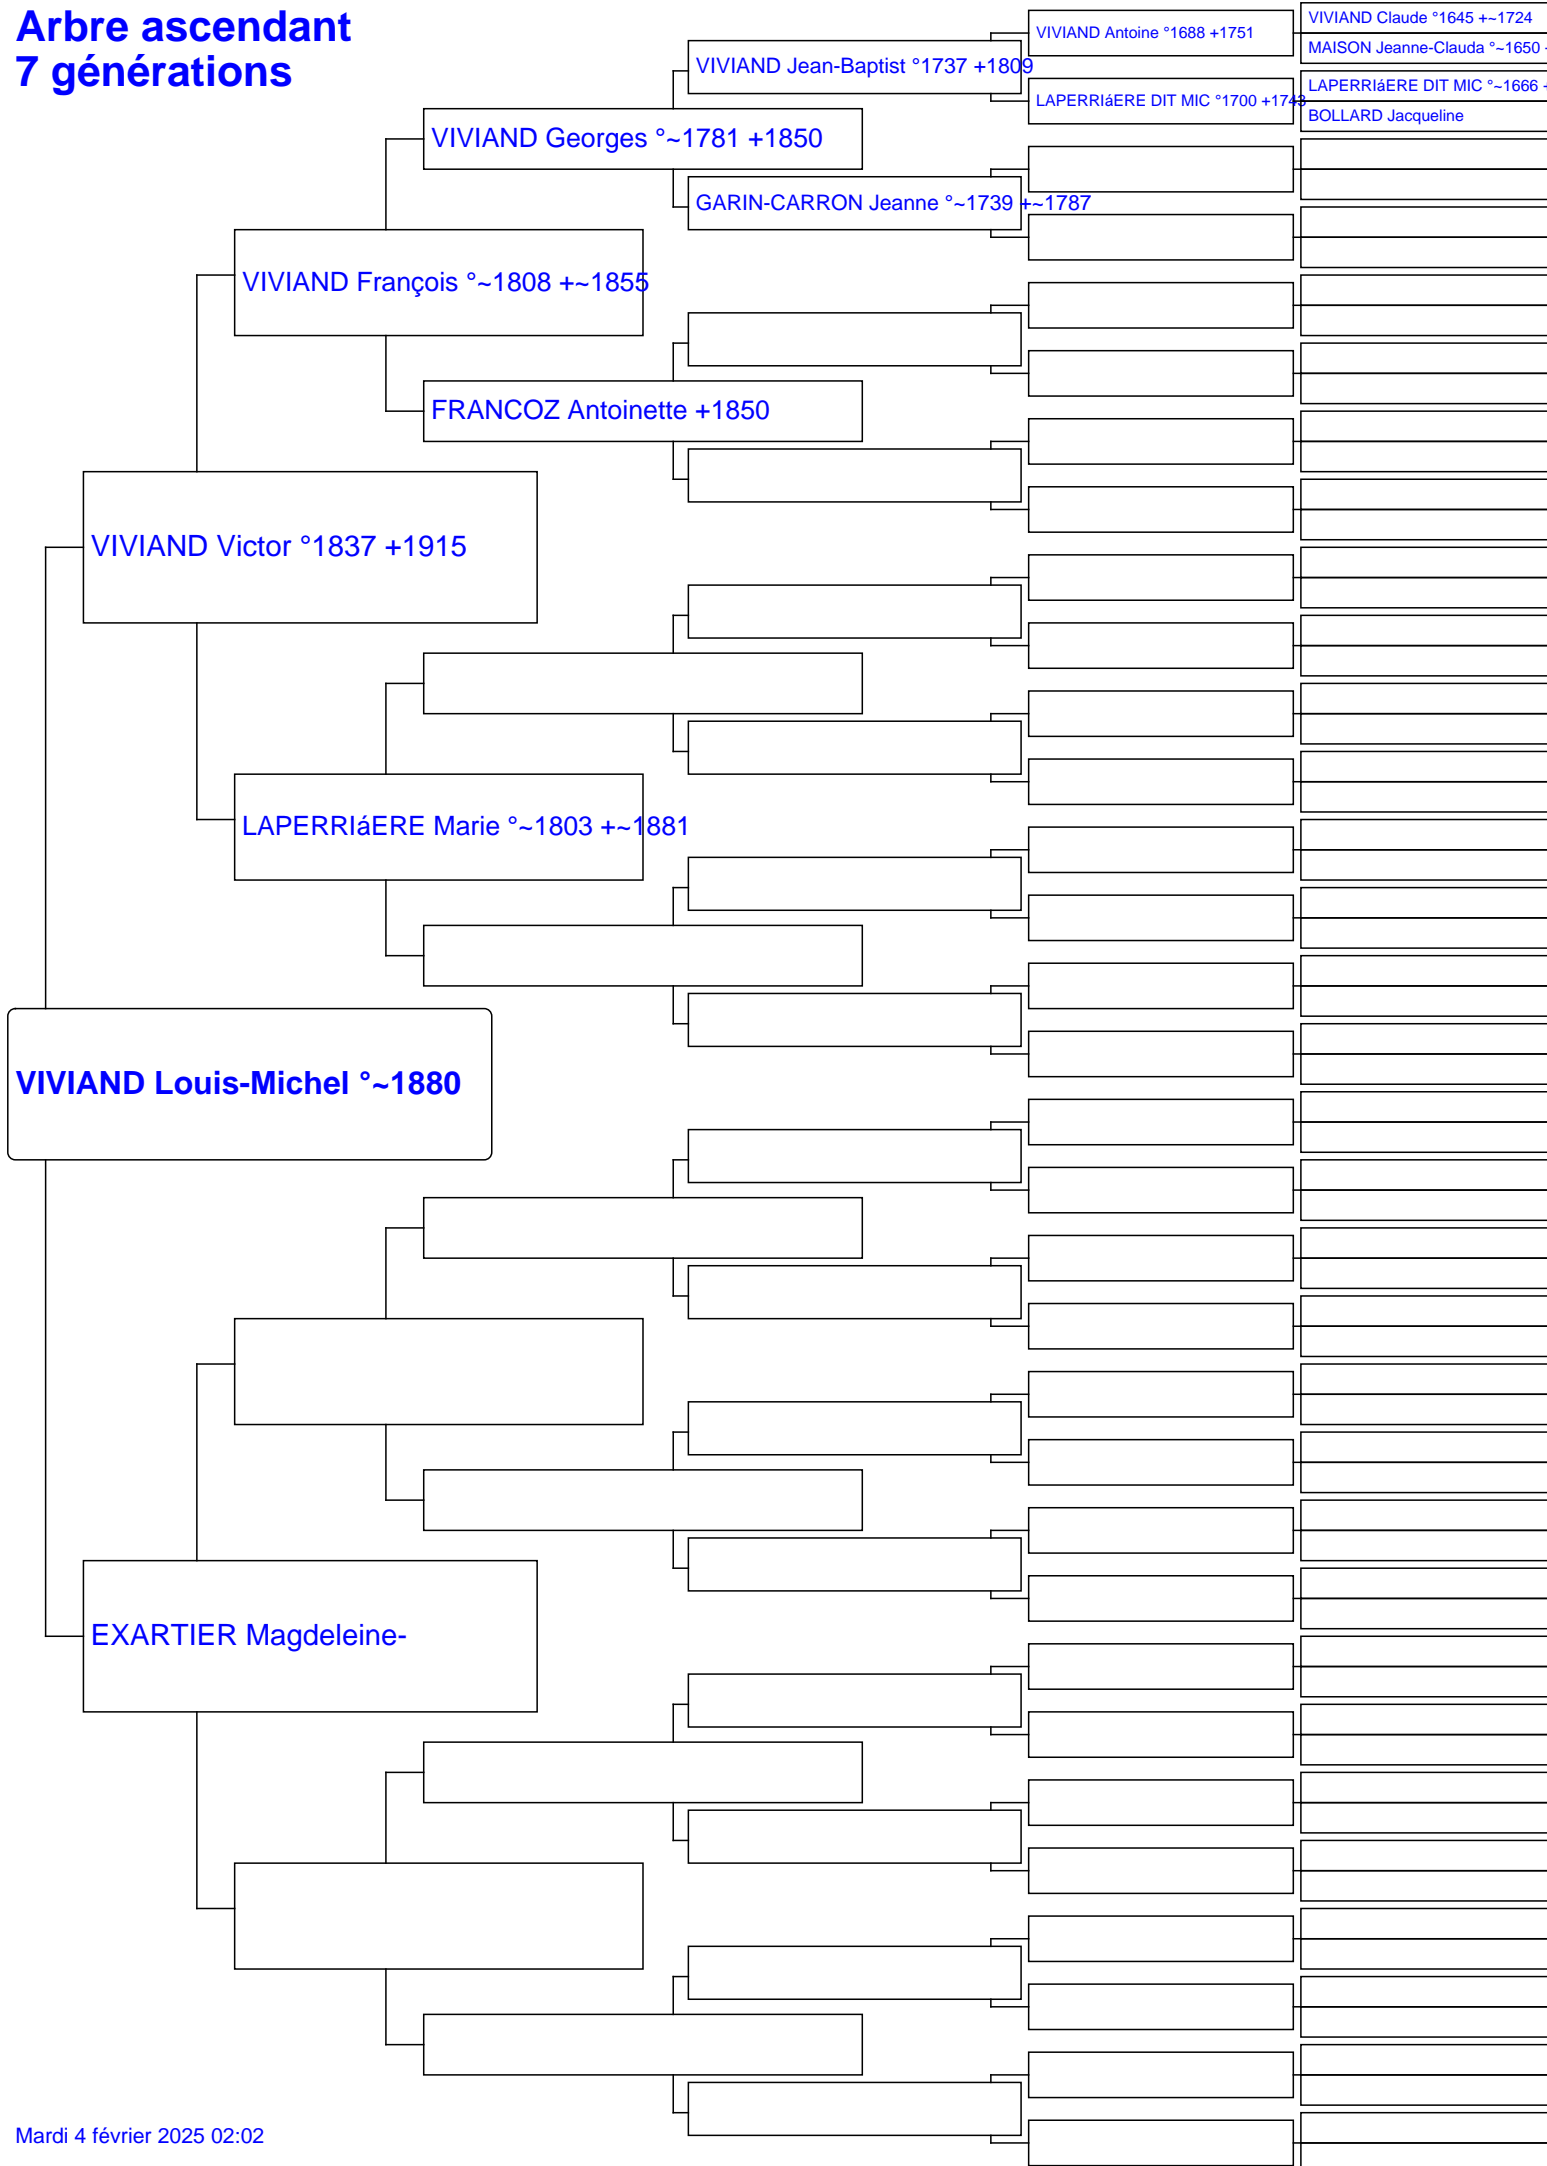 Arbre ascendant
7 générations
VIVIAND Claude °1645 +~1724
VIVIAND Antoine °1688 +1751
MAISON Jeanne-Clauda °~1650
VIVIAND Jean-Baptist °1737 +1809
LAPERRIáERE DIT MIC °~1666
LAPERRIáERE DIT MIC °1700 +1743
BOLLARD Jacqueline
VIVIAND Georges °~1781 +1850
GARIN-CARRON Jeanne °~1739 +~1787
VIVIAND François °~1808 +~1855
FRANCOZ Antoinette +1850
VIVIAND Victor °1837 +1915
LAPERRIáERE Marie °~1803 +~1881
VIVIAND Louis-Michel °~1880
EXARTIER Magdeleine-
Mardi 4 février 2025 02:02